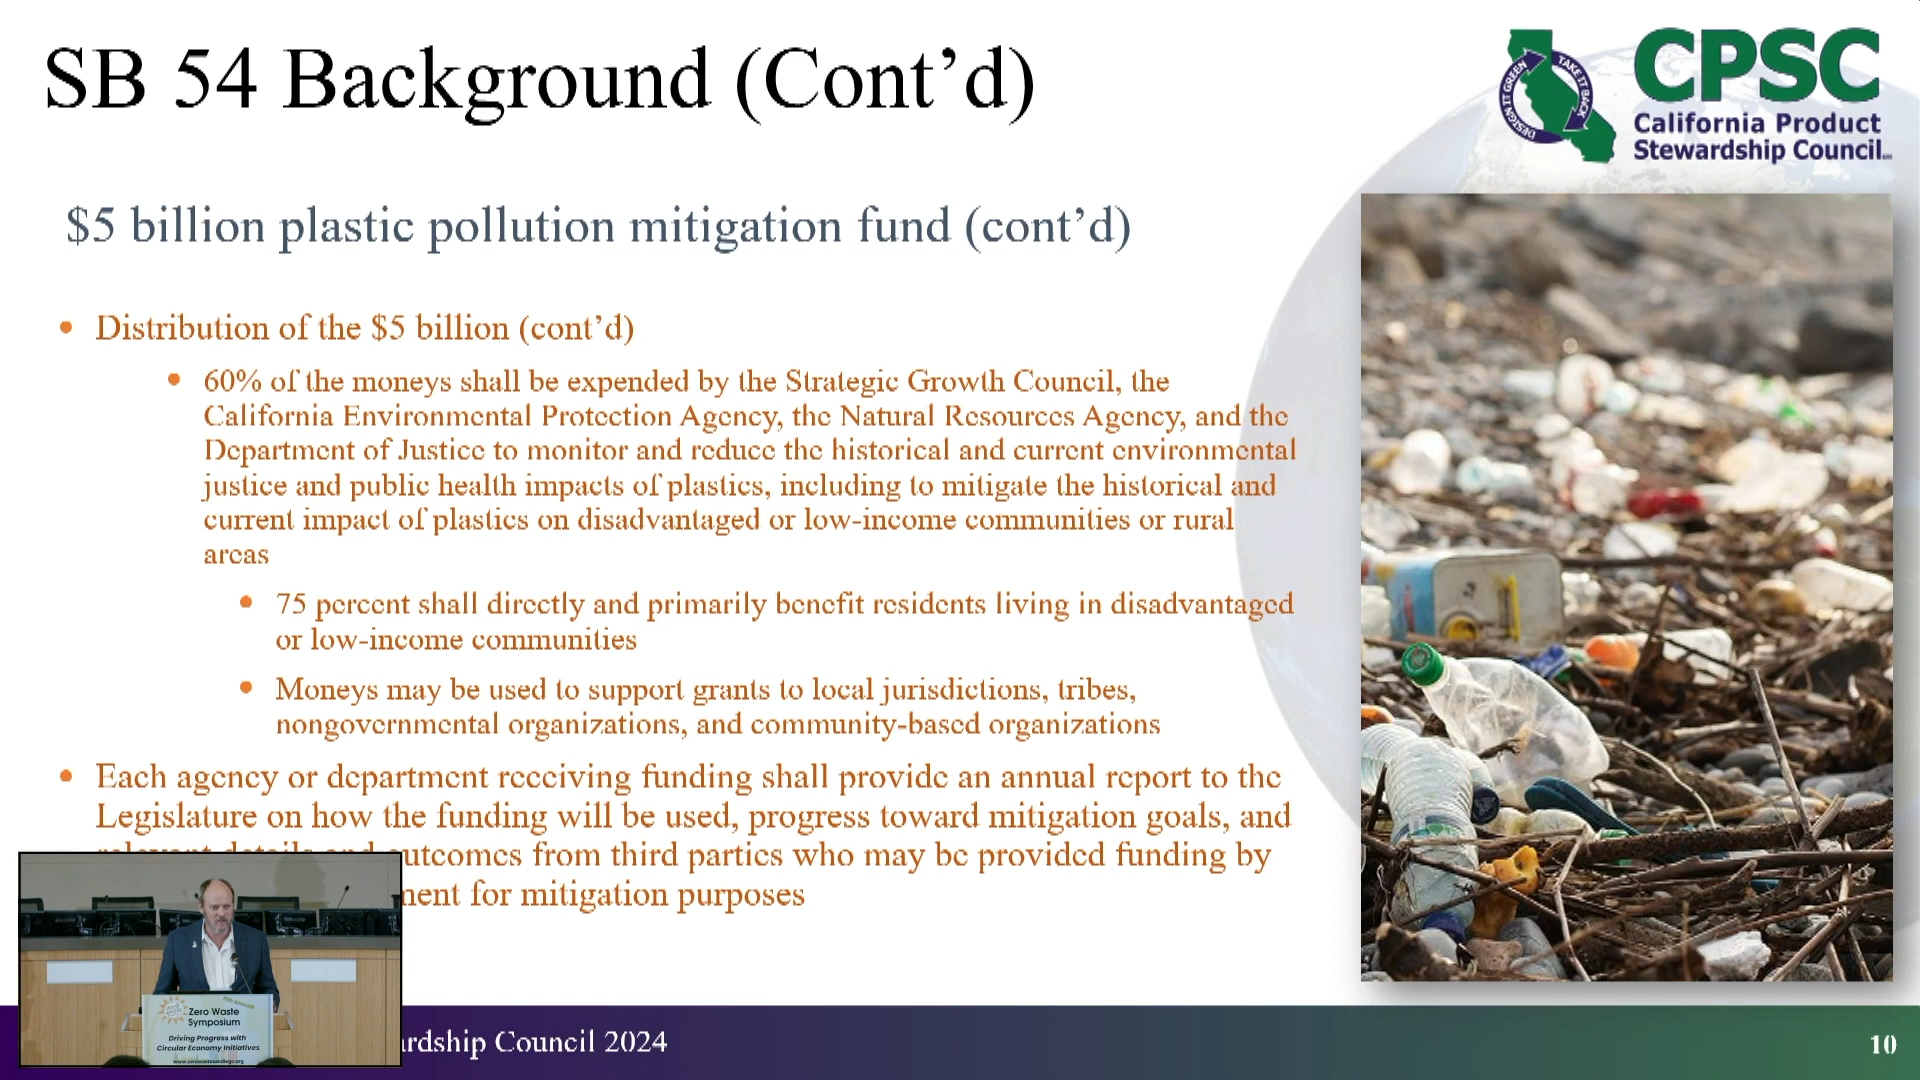 SB 54 Background (Cont’d)
CPSC
California Product
Stewardship Council
DESIGN IT GREEN
TAKE IT BACK
$5 billion plastic pollution mitigation fund (cont’d)
• Distribution of the $5 billion (cont’d)
• 60% of the moneys shall be expended by the Strategic Growth Council, the
California Environmental Protection Agency, the Natural Resources Agency, and the
Department of Justice to monitor and reduce the historical and current environmental
justice and public health impacts of plastics, including to mitigate the historical and
current impact of plastics on disadvantaged or low-income communities or rural
areas
• 75 percent shall directly and primarily benefit residents living in disadvantaged
or low-income communities
• Moneys may be used to support grants to local jurisdictions, tribes,
nongovernmental organizations, and community-based organizations
• Each agency or department receiving funding shall provide an annual report to the
Legislature on how the funding will be used, progress toward mitigation goals, and
relevant details and outcomes from third parties who may be provided funding by
ment for mitigation purposes
Zero Waste
Symposium
Driving Progress with
Circular Economy Initiatives
www.zerowastesandiego.org
ardship Council 2024
10